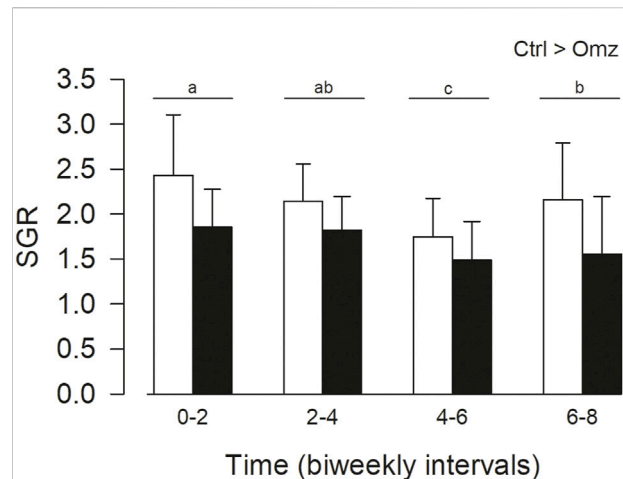 Ctrl > Omz
3.5
a
ab
c
b
3.0
2.5
2.0
1.5
1.0
0.5
0.0
SGR
0-2
2-4
4-6
6-8
Time (biweekly intervals)